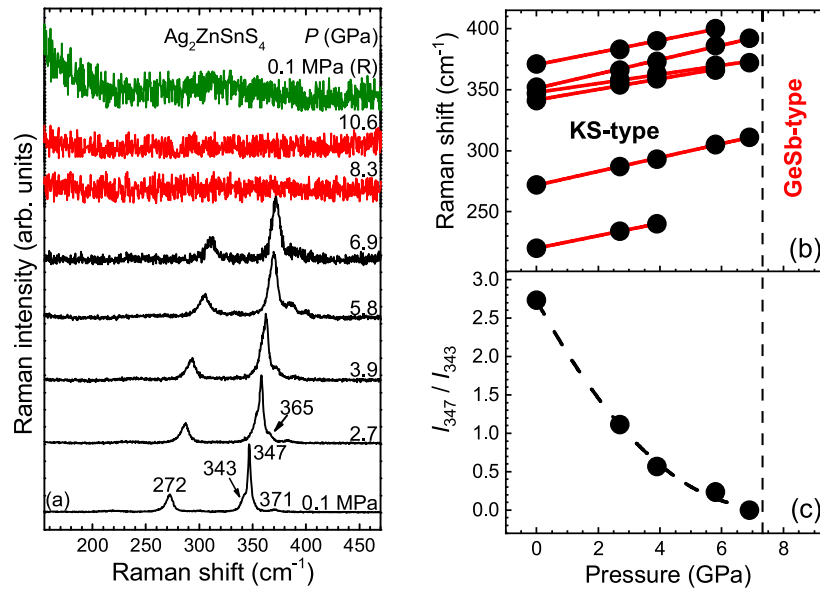 Ag₂ZnSnS₄ P (GPa)
0.1 MPa (R)
10.6
8.3
6.9
5.8
3.9
365
2.7
347
343
272
371
(a)
0.1 MPa
200 250 300 350 400 450
Raman shift (cm⁻¹)
Raman intensity (arb. units)
400
350
300
250
Raman shift (cm⁻¹)
KS-type
GeSb-type
(b)
3.0
2.5
2.0
1.5
1.0
0.5
0.0
I₃₄₇ / I₃₄₃
(c)
0 2 4 6 8
Pressure (GPa)